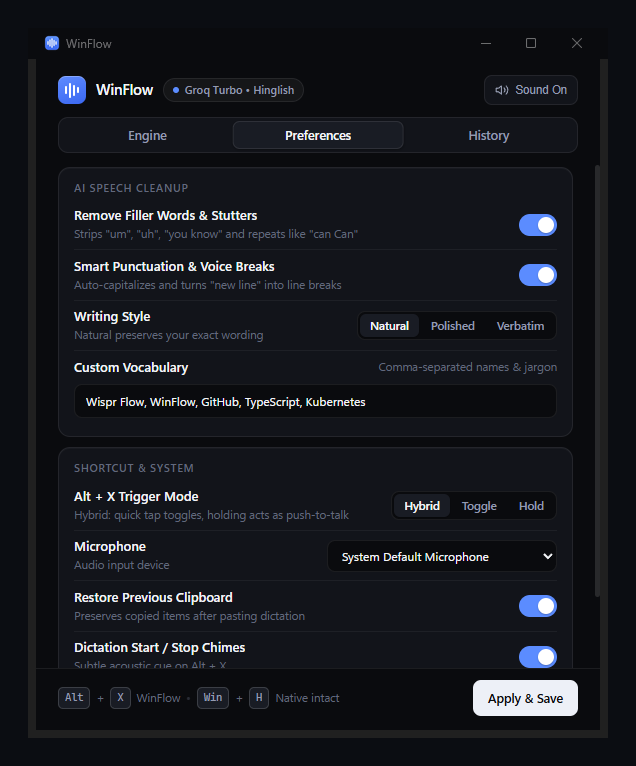 WinFlow
WinFlow
Groq Turbo • Hinglish
Sound On
Engine
Preferences
History
AI SPEECH CLEANUP
Remove Filler Words & Stutters
Strips "um", "uh", "you know" and repeats like "can Can"
Smart Punctuation & Voice Breaks
Auto-capitalizes and turns "new line" into line breaks
Writing Style
Natural preserves your exact wording
Natural
Polished
Verbatim
Custom Vocabulary
Comma-separated names & jargon
Wispr Flow, WinFlow, GitHub, TypeScript, Kubernetes
SHORTCUT & SYSTEM
Alt + X Trigger Mode
Hybrid: quick tap toggles, holding acts as push-to-talk
Hybrid
Toggle
Hold
Microphone
Audio input device
System Default Microphone
Restore Previous Clipboard
Preserves copied items after pasting dictation
Dictation Start / Stop Chimes
Subtle acoustic cue on Alt + X
Alt + X WinFlow • Win + H Native intact
Apply & Save